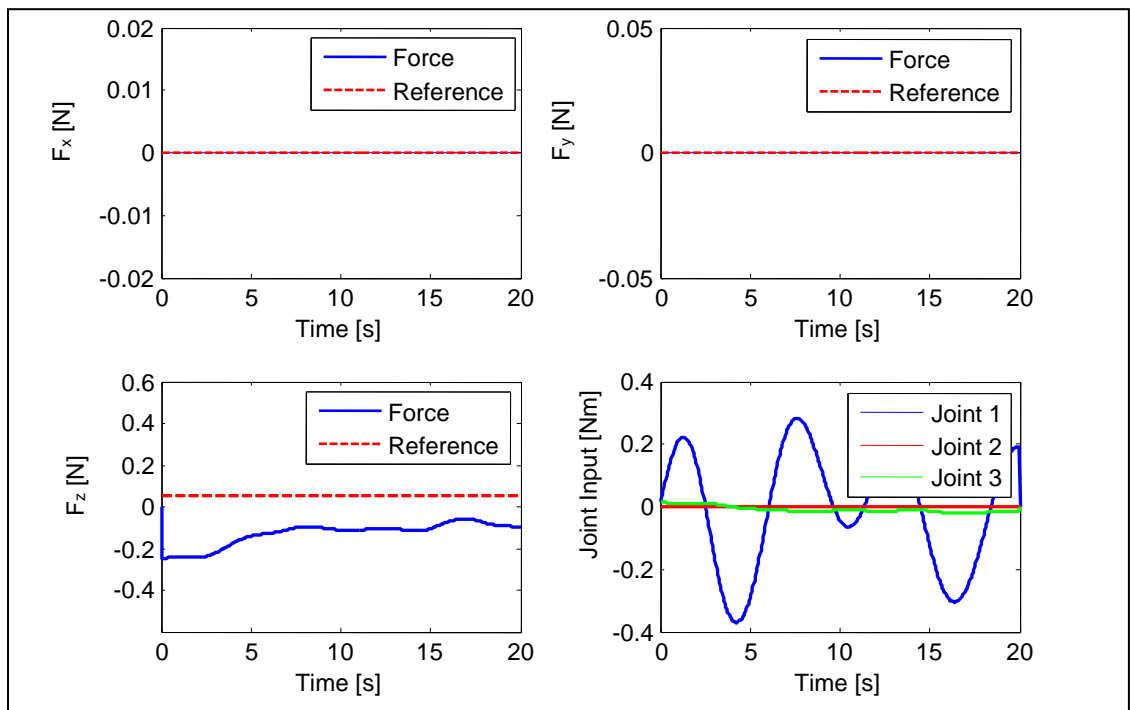 0.02
0.01
0
-0.01
-0.02
F_x [N]
Force
Reference
0 5 10 15 20
Time [s]
0.05
0
-0.05
F_y [N]
Force
Reference
0 5 10 15 20
Time [s]
0.6
0.4
0.2
0
-0.2
-0.4
F_z [N]
Force
Reference
0 5 10 15 20
Time [s]
0.4
0.2
0
-0.2
-0.4
Joint Input [Nm]
Joint 1
Joint 2
Joint 3
0 5 10 15 20
Time [s]